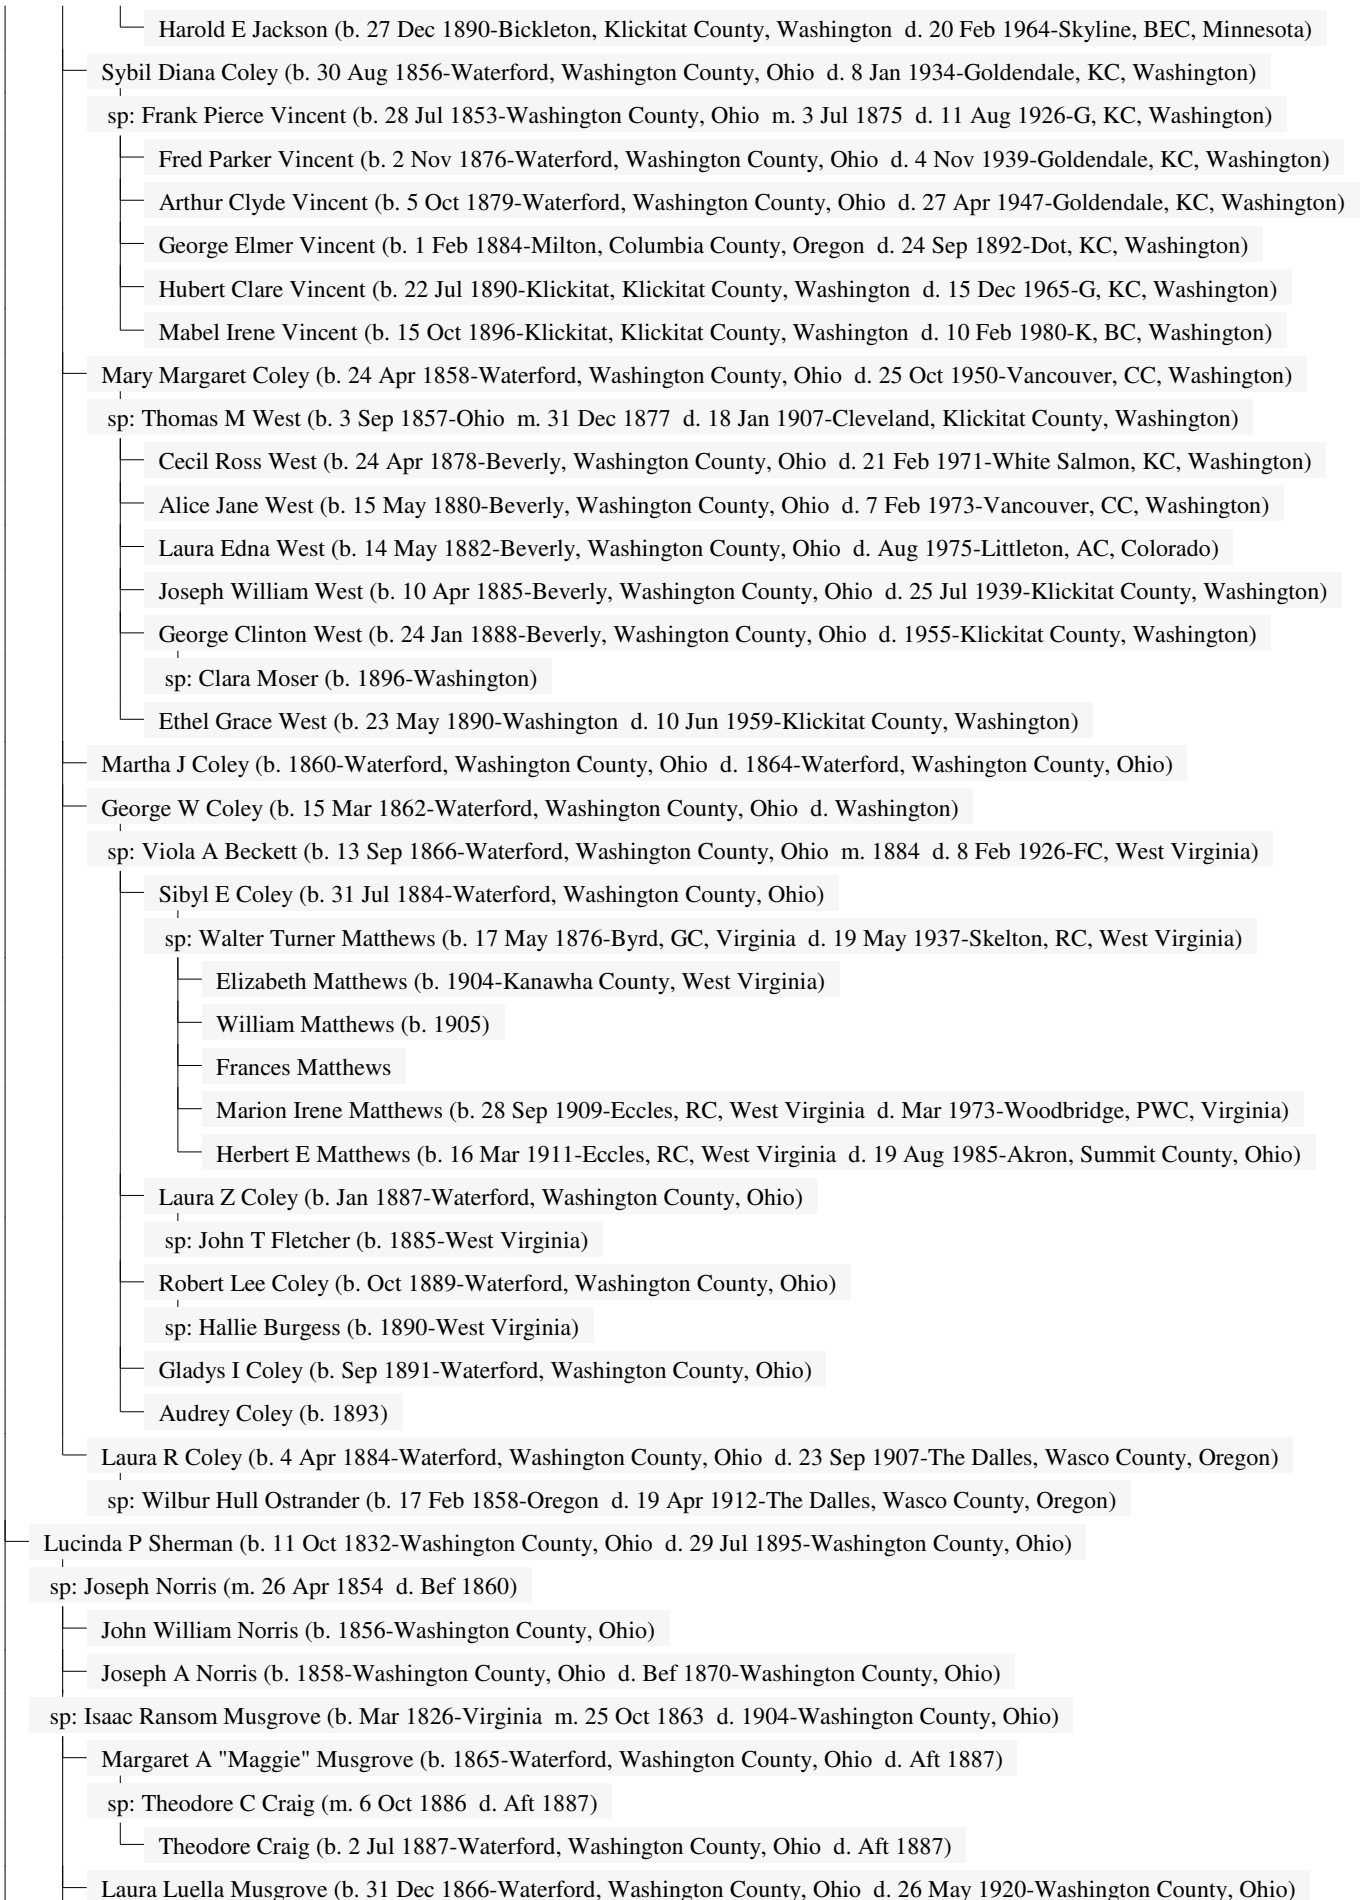 Harold E Jackson (b. 27 Dec 1890-Bickleton, Klickitat County, Washington d. 20 Feb 1964-Skyline, BEC, Minnesota)
Sybil Diana Coley (b. 30 Aug 1856-Waterford, Washington County, Ohio d. 8 Jan 1934-Goldendale, KC, Washington)
sp: Frank Pierce Vincent (b. 28 Jul 1853-Washington County, Ohio m. 3 Jul 1875 d. 11 Aug 1926-G, KC, Washington)
Fred Parker Vincent (b. 2 Nov 1876-Waterford, Washington County, Ohio d. 4 Nov 1939-Goldendale, KC, Washington)
Arthur Clyde Vincent (b. 5 Oct 1879-Waterford, Washington County, Ohio d. 27 Apr 1947-Goldendale, KC, Washington)
George Elmer Vincent (b. 1 Feb 1884-Milton, Columbia County, Oregon d. 24 Sep 1892-Dot, KC, Washington)
Hubert Clare Vincent (b. 22 Jul 1890-Klickitat, Klickitat County, Washington d. 15 Dec 1965-G, KC, Washington)
Mabel Irene Vincent (b. 15 Oct 1896-Klickitat, Klickitat County, Washington d. 10 Feb 1980-K, BC, Washington)
Mary Margaret Coley (b. 24 Apr 1858-Waterford, Washington County, Ohio d. 25 Oct 1950-Vancouver, CC, Washington)
sp: Thomas M West (b. 3 Sep 1857-Ohio m. 31 Dec 1877 d. 18 Jan 1907-Cleveland, Klickitat County, Washington)
Cecil Ross West (b. 24 Apr 1878-Beverly, Washington County, Ohio d. 21 Feb 1971-White Salmon, KC, Washington)
Alice Jane West (b. 15 May 1880-Beverly, Washington County, Ohio d. 7 Feb 1973-Vancouver, CC, Washington)
Laura Edna West (b. 14 May 1882-Beverly, Washington County, Ohio d. Aug 1975-Littleton, AC, Colorado)
Joseph William West (b. 10 Apr 1885-Beverly, Washington County, Ohio d. 25 Jul 1939-Klickitat County, Washington)
George Clinton West (b. 24 Jan 1888-Beverly, Washington County, Ohio d. 1955-Klickitat County, Washington)
sp: Clara Moser (b. 1896-Washington)
Ethel Grace West (b. 23 May 1890-Washington d. 10 Jun 1959-Klickitat County, Washington)
Martha J Coley (b. 1860-Waterford, Washington County, Ohio d. 1864-Waterford, Washington County, Ohio)
George W Coley (b. 15 Mar 1862-Waterford, Washington County, Ohio d. Washington)
sp: Viola A Beckett (b. 13 Sep 1866-Waterford, Washington County, Ohio m. 1884 d. 8 Feb 1926-FC, West Virginia)
Sibyl E Coley (b. 31 Jul 1884-Waterford, Washington County, Ohio)
sp: Walter Turner Matthews (b. 17 May 1876-Byrd, GC, Virginia d. 19 May 1937-Skelton, RC, West Virginia)
Elizabeth Matthews (b. 1904-Kanawha County, West Virginia)
William Matthews (b. 1905)
Frances Matthews
Marion Irene Matthews (b. 28 Sep 1909-Eccles, RC, West Virginia d. Mar 1973-Woodbridge, PWC, Virginia)
Herbert E Matthews (b. 16 Mar 1911-Eccles, RC, West Virginia d. 19 Aug 1985-Akron, Summit County, Ohio)
Laura Z Coley (b. Jan 1887-Waterford, Washington County, Ohio)
sp: John T Fletcher (b. 1885-West Virginia)
Robert Lee Coley (b. Oct 1889-Waterford, Washington County, Ohio)
sp: Hallie Burgess (b. 1890-West Virginia)
Gladys I Coley (b. Sep 1891-Waterford, Washington County, Ohio)
Audrey Coley (b. 1893)
Laura R Coley (b. 4 Apr 1884-Waterford, Washington County, Ohio d. 23 Sep 1907-The Dalles, Wasco County, Oregon)
sp: Wilbur Hull Ostrander (b. 17 Feb 1858-Oregon d. 19 Apr 1912-The Dalles, Wasco County, Oregon)
Lucinda P Sherman (b. 11 Oct 1832-Washington County, Ohio d. 29 Jul 1895-Washington County, Ohio)
sp: Joseph Norris (m. 26 Apr 1854 d. Bef 1860)
John William Norris (b. 1856-Washington County, Ohio)
Joseph A Norris (b. 1858-Washington County, Ohio d. Bef 1870-Washington County, Ohio)
sp: Isaac Ransom Musgrove (b. Mar 1826-Virginia m. 25 Oct 1863 d. 1904-Washington County, Ohio)
Margaret A "Maggie" Musgrove (b. 1865-Waterford, Washington County, Ohio d. Aft 1887)
sp: Theodore C Craig (m. 6 Oct 1886 d. Aft 1887)
Theodore Craig (b. 2 Jul 1887-Waterford, Washington County, Ohio d. Aft 1887)
Laura Luella Musgrove (b. 31 Dec 1866-Waterford, Washington County, Ohio d. 26 May 1920-Washington County, Ohio)